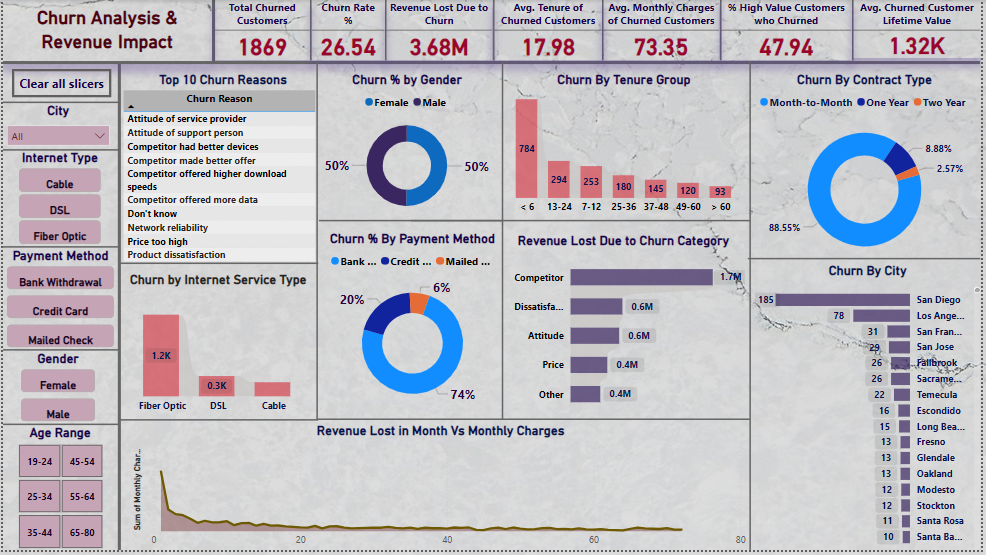 Churn Analysis &
Revenue Impact
Total Churned
Customers
1869
Churn Rate
%
26.54
Revenue Lost Due to
Churn
3.68M
Avg. Tenure of
Churned Customers
17.98
Avg. Monthly Charges
of Churned Customers
73.35
% High Value Customers
who Churned
47.94
Avg. Churned Customer
Lifetime Value
1.32K
Clear all slicers
City
All
Internet Type
Cable
DSL
Fiber Optic
Payment Method
Bank Withdrawal
Credit Card
Mailed Check
Gender
Female
Male
Age Range
19-24 45-54
25-34 55-64
35-44 65-80
Top 10 Churn Reasons
Churn Reason
Attitude of service provider
Attitude of support person
Competitor had better devices
Competitor made better offer
Competitor offered higher download
speeds
Competitor offered more data
Don't know
Network reliability
Price too high
Product dissatisfaction
Churn by Internet Service Type
1.2K
0.3K
Fiber Optic DSL Cable
Churn % by Gender
Female Male
50% 50%
Churn % By Payment Method
Bank ... Credit ... Mailed ...
6%
20%
74%
Churn By Tenure Group
784
294
253
180
145
120
93
< 6 13-24 7-12 25-36 37-48 49-60 > 60
Revenue Lost Due to Churn Category
Competitor 1.7M
Dissatisfa... 0.6M
Attitude 0.6M
Price 0.4M
Other 0.4M
Churn By Contract Type
Month-to-Month One Year Two Year
8.88%
2.57%
88.55%
Churn By City
185 San Diego
78 Los Ange...
31 San Fran...
29 San Jose
26 Fallbrook
26 Sacrame...
22 Temecula
16 Escondido
15 Long Bea...
13 Fresno
13 Glendale
13 Oakland
12 Modesto
12 Stockton
11 Santa Rosa
10 Santa Ba...
Revenue Lost in Month Vs Monthly Charges
Sum of Monthly Char...
0 20 40 60 80